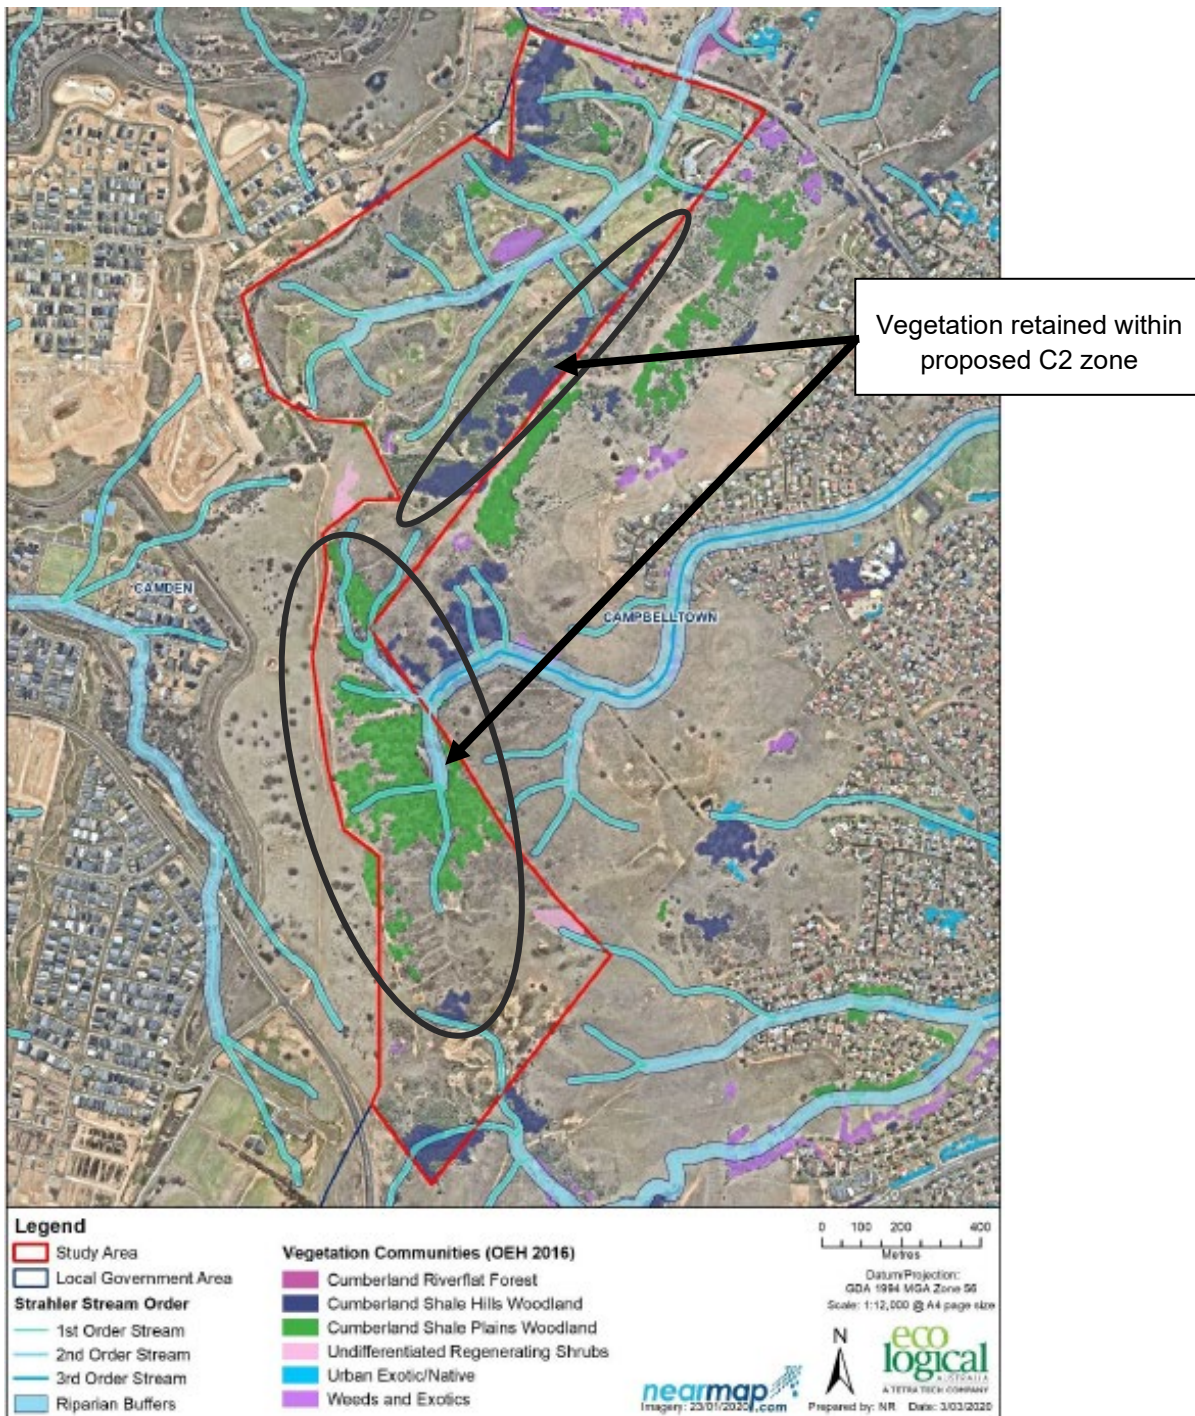 Vegetation retained within
proposed C2 zone
CAMDEN
CAMPBELLTOWN
Legend
Study Area
Local Government Area
Strahler Stream Order
1st Order Stream
2nd Order Stream
3rd Order Stream
Riparian Buffers
Vegetation Communities (OEH 2016)
Cumberland Riverflat Forest
Cumberland Shale Hills Woodland
Cumberland Shale Plains Woodland
Undifferentiated Regenerating Shrubs
Urban Exotic/Native
Weeds and Exotics
0 100 200 400
Metres
Datum/Projection:
GDA 1994 MGA Zone 56
Scale: 1:12,000 @ A4 page size
N
eco
logical
AUSTRALIA
A TETRA TECH COMPANY
nearmap
.com
Imagery: 23/01/2020
Prepared by: NR Date: 3/03/2020